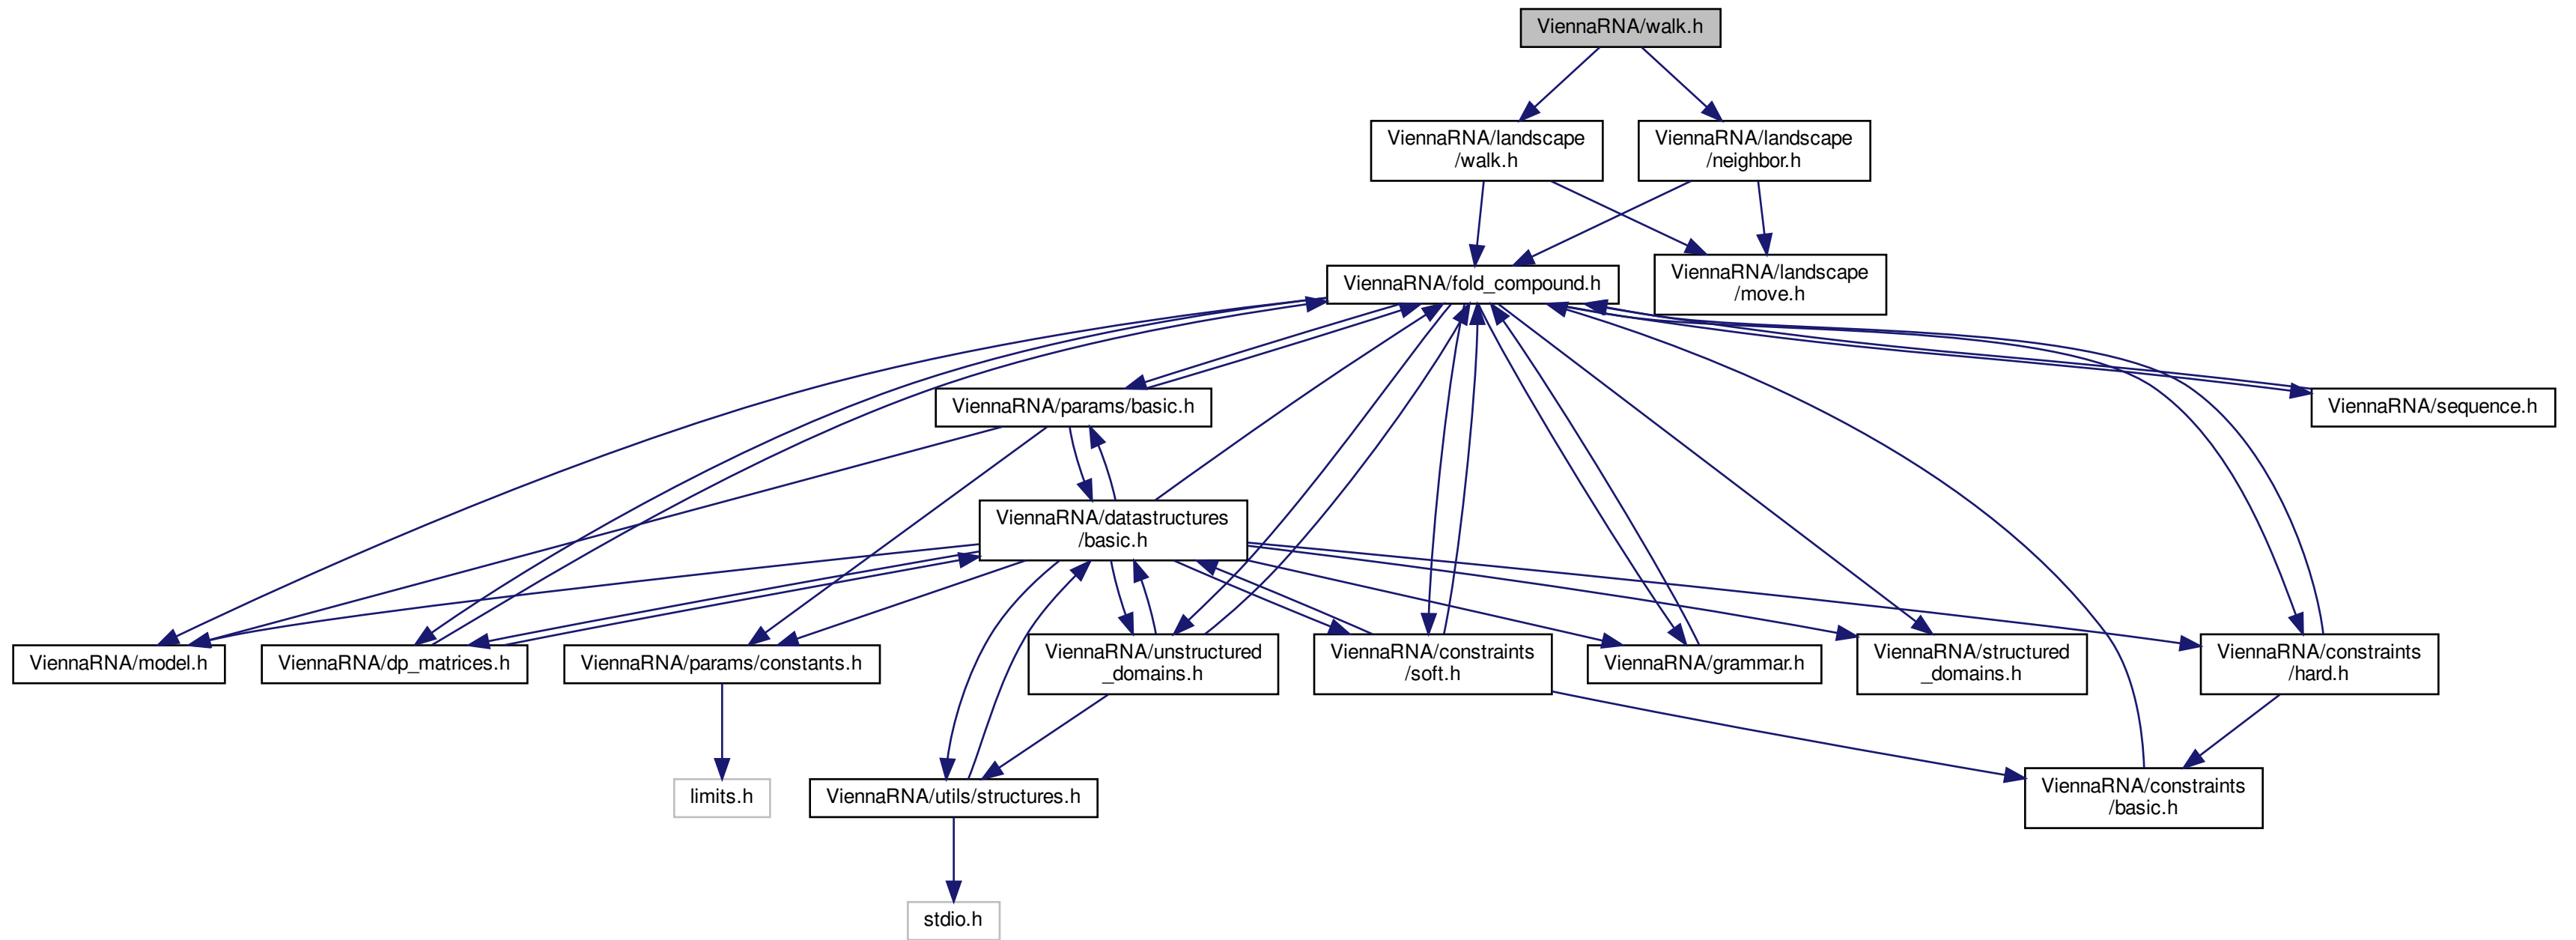 ViennaRNA/walk.h
ViennaRNA/landscape
/walk.h
ViennaRNA/landscape
/neighbor.h
ViennaRNA/fold_compound.h
ViennaRNA/landscape
/move.h
ViennaRNA/params/basic.h
ViennaRNA/sequence.h
ViennaRNA/datastructures
/basic.h
ViennaRNA/model.h
ViennaRNA/dp_matrices.h
ViennaRNA/params/constants.h
ViennaRNA/unstructured
_domains.h
ViennaRNA/constraints
/soft.h
ViennaRNA/grammar.h
ViennaRNA/structured
_domains.h
ViennaRNA/constraints
/hard.h
limits.h
ViennaRNA/utils/structures.h
ViennaRNA/constraints
/basic.h
stdio.h